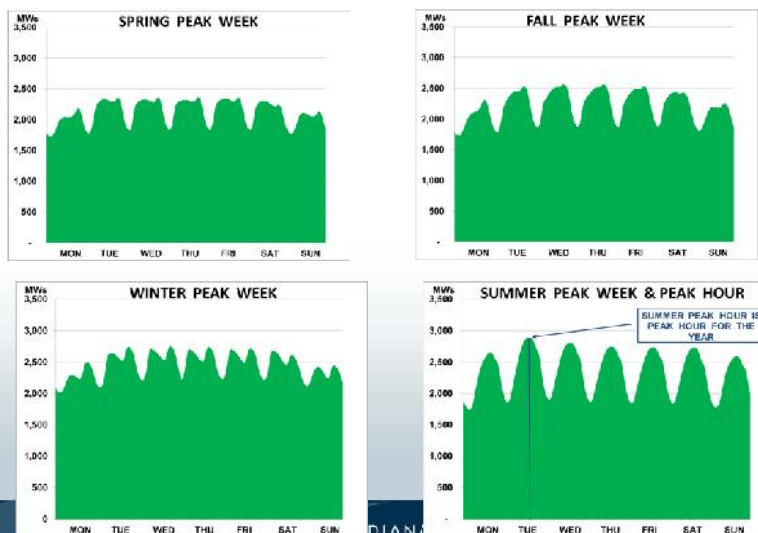 SPRING PEAK WEEK
MWs
3,500
3,000
2,500
2,000
1,500
1,000
500
-
MON TUE WED THU FRI SAT SUN
FALL PEAK WEEK
MWs
3,500
3,000
2,500
2,000
1,500
1,000
500
-
MON TUE WED THU FRI SAT SUN
WINTER PEAK WEEK
MWs
3,500
3,000
2,500
2,000
1,500
1,000
500
0
MON TUE WED THU FRI SAT SUN
SUMMER PEAK WEEK & PEAK HOUR
MWs
3,500
3,000
2,500
2,000
1,500
1,000
500
-
SUMMER PEAK HOUR IS
PEAK HOUR FOR THE
YEAR
MON TUE WED THU FRI SAT SUN